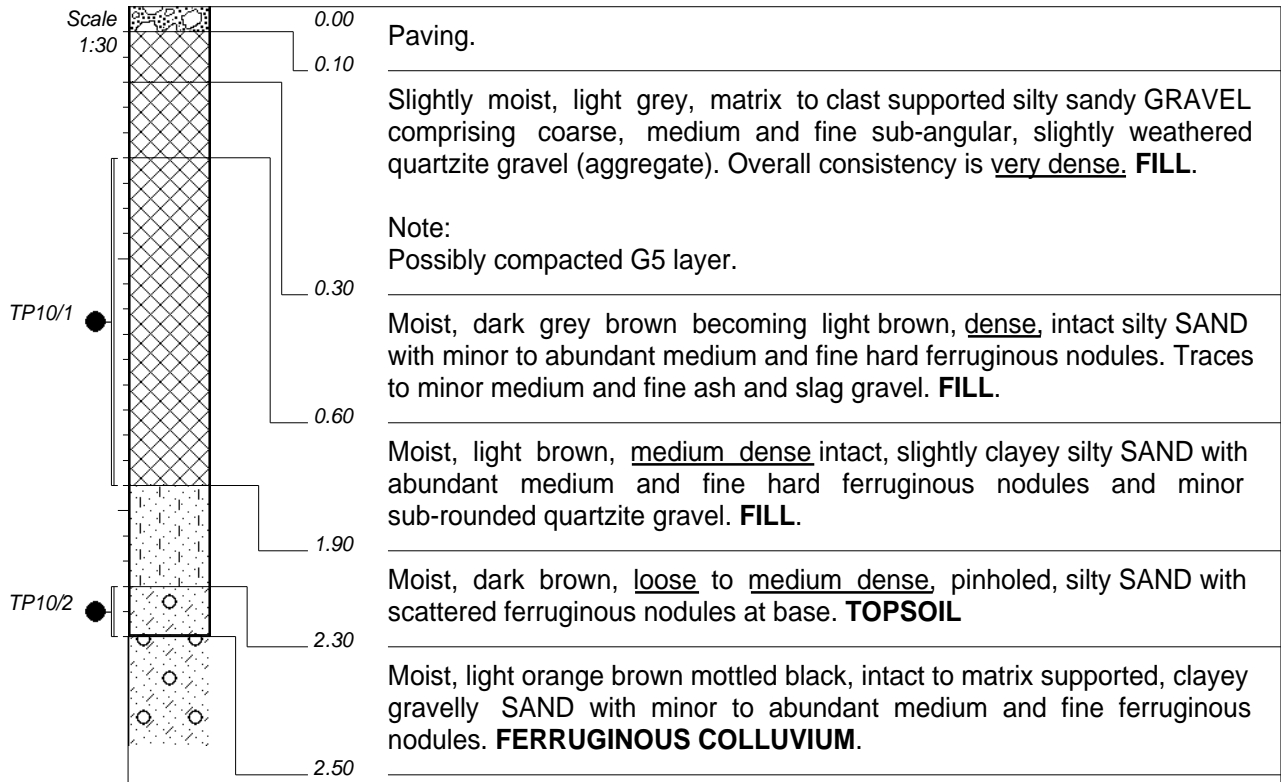 Scale
1:30
0.00
Paving.
0.10
Slightly moist, light grey, matrix to clast supported silty sandy GRAVEL
comprising coarse, medium and fine sub-angular, slightly weathered
quartzite gravel (aggregate). Overall consistency is very dense. FILL.
Note:
Possibly compacted G5 layer.
0.30
TP10/1
Moist, dark grey brown becoming light brown, dense, intact silty SAND
with minor to abundant medium and fine hard ferruginous nodules. Traces
to minor medium and fine ash and slag gravel. FILL.
0.60
Moist, light brown, medium dense intact, slightly clayey silty SAND with
abundant medium and fine hard ferruginous nodules and minor
sub-rounded quartzite gravel. FILL.
1.90
TP10/2
Moist, dark brown, loose to medium dense, pinholed, silty SAND with
scattered ferruginous nodules at base. TOPSOIL
2.30
Moist, light orange brown mottled black, intact to matrix supported, clayey
gravelly SAND with minor to abundant medium and fine ferruginous
nodules. FERRUGINOUS COLLUVIUM.
2.50